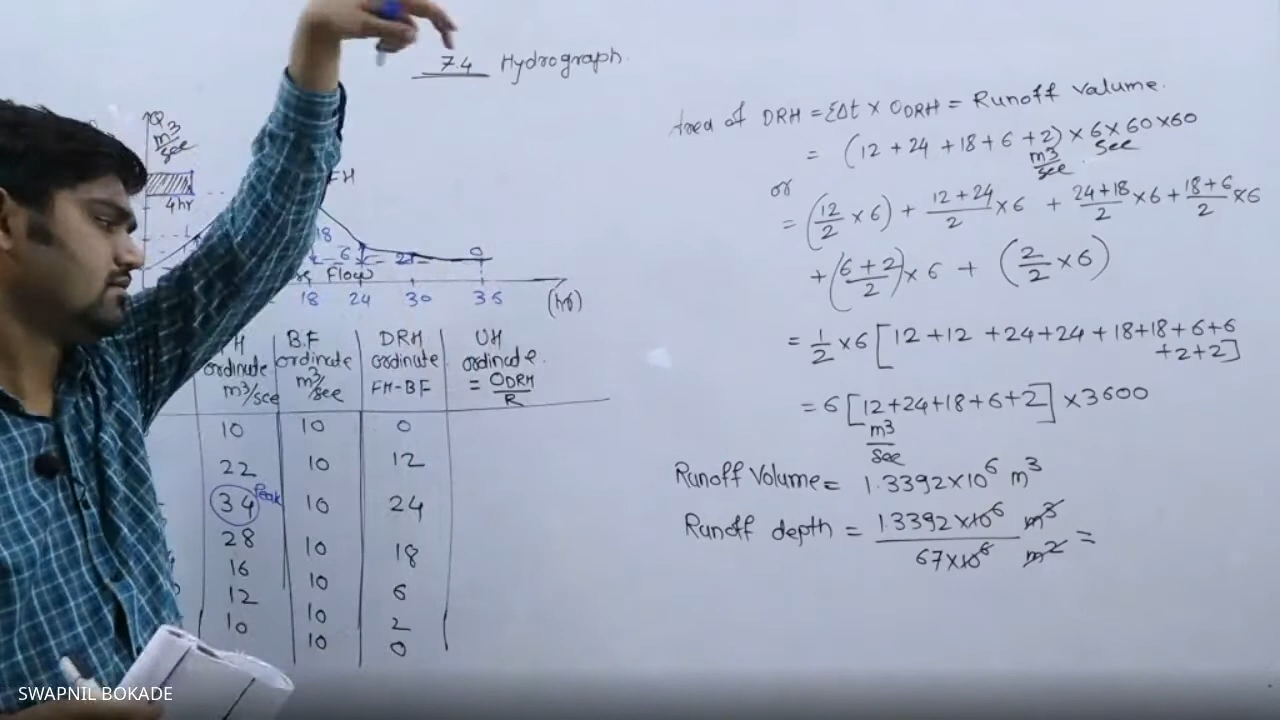 7.4 Hydrograph.
Q
m3/sec
4hr
FH
18
6
2
0
Flow
18 24 30 36 (hr)
ordinate m3/sec
B.F ordinate m3/sec
DRH ordinate FH-BF
UH ordinate. = ODRH/R
10 10 0
22 10 12
34 Peak 10 24
28 10 18
16 10 6
12 10 2
10 10 0
Area of DRH = ΣΔt × ODRH = Runoff Valume.
= (12+24+18+6+2) × 6×60×60
m3/sec . sec
or
= (12/2 ×6) + 12+24/2 ×6 + 24+18/2 ×6 + 18+6/2 ×6
+ (6+2/2) ×6 + (2/2 ×6)
= 1/2 ×6 [12+12 +24+24 + 18+18+6+6
+2+2]
= 6 [12+24+18+6+2] ×3600
m3/sec
Runoff Volume = 1.3392×10^6 m3
Runoff depth = 1.3392×10^6 m3 / 67×10^6 m2 =
SWAPNIL BOKADE